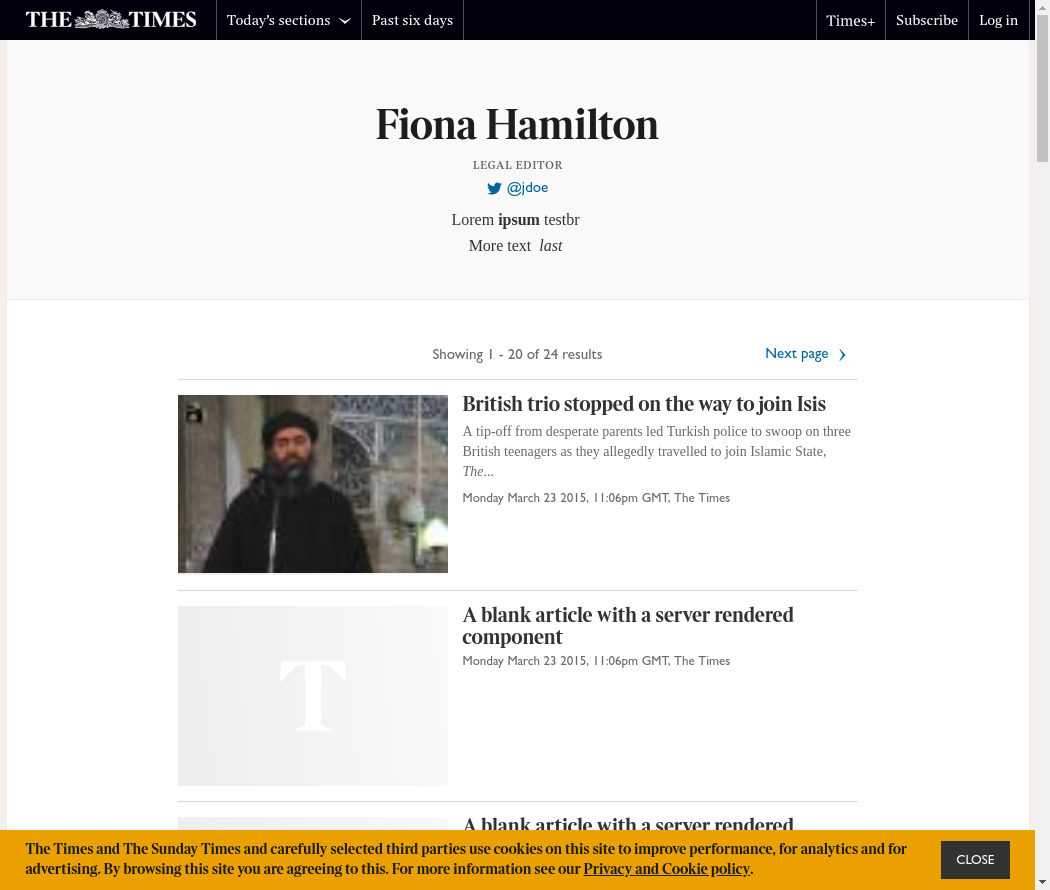 THE TIMES Today's sections Past six days Times+ Subscribe Log in
Fiona Hamilton
LEGAL EDITOR
@jdoe
Lorem ipsum testbr
More text last
Showing 1 - 20 of 24 results Next page
British trio stopped on the way to join Isis
A tip-off from desperate parents led Turkish police to swoop on three
British teenagers as they allegedly travelled to join Islamic State,
The...
Monday March 23 2015, 11:06pm GMT, The Times
T
A blank article with a server rendered
component
Monday March 23 2015, 11:06pm GMT, The Times
A blank article with a server rendered
The Times and The Sunday Times and carefully selected third parties use cookies on this site to improve performance, for analytics and for
advertising. By browsing this site you are agreeing to this. For more information see our Privacy and Cookie policy.
CLOSE